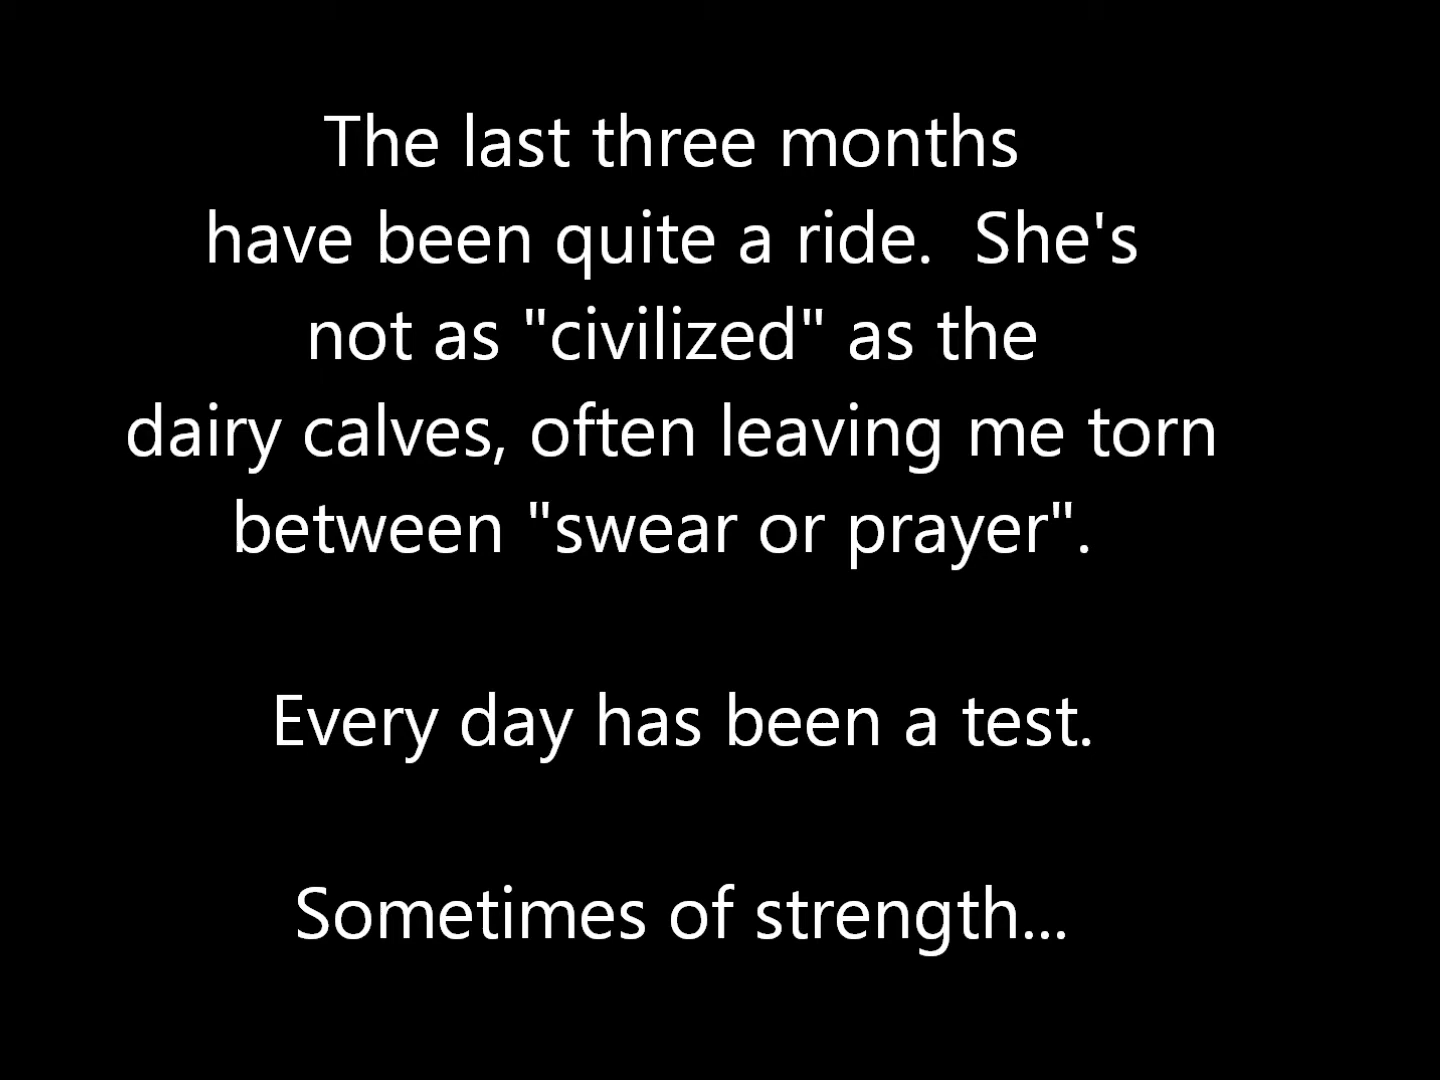 The last three months
have been quite a ride.  She's
not as "civilized" as the
dairy calves, often leaving me torn
between "swear or prayer".
Every day has been a test.
Sometimes of strength...